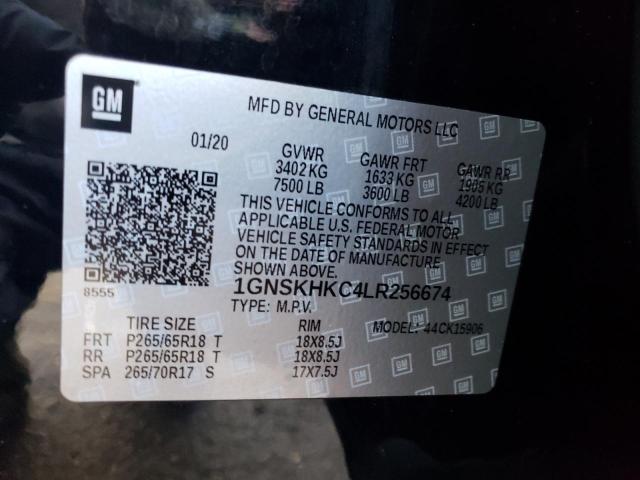 GM
MFD BY GENERAL MOTORS LLC
01/20
GVWR GAWR FRT GAWR RR
3402 KG 1633 KG 1905 KG
7500 LB 3600 LB 4200 LB
THIS VEHICLE CONFORMS TO ALL
APPLICABLE U.S. FEDERAL MOTOR
VEHICLE SAFETY STANDARDS IN EFFECT
ON THE DATE OF MANUFACTURE
SHOWN ABOVE.
8555
1GNSKHKC4LR256674
TYPE: M.P.V.
TIRE SIZE RIM MODEL: 44CK15906
FRT P265/65R18 T 18X8.5J
RR P265/65R18 T 18X8.5J
SPA 265/70R17 S 17X7.5J